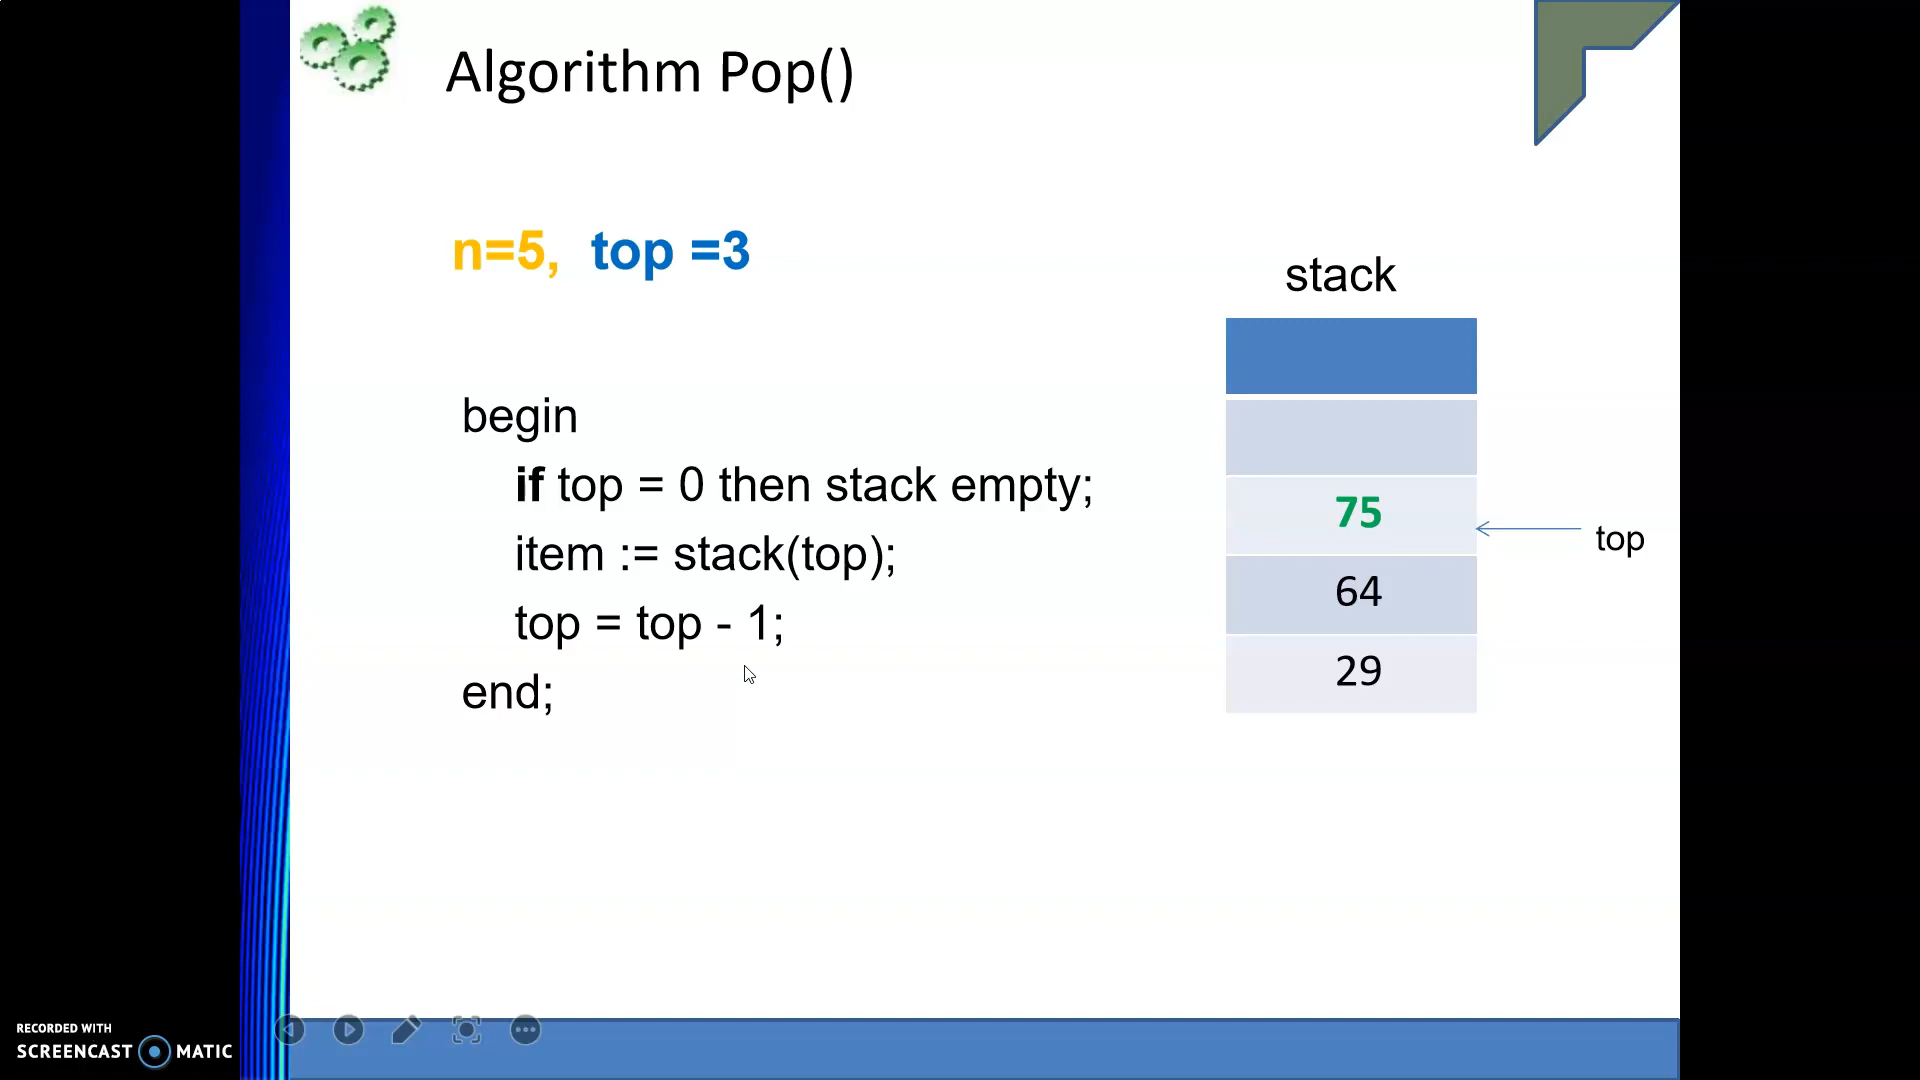 Algorithm Pop()
n=5, top =3
stack
begin
if top = 0 then stack empty;
item := stack(top);
top = top - 1;
end;
75
64
29
top
RECORDED WITH
SCREENCAST MATIC